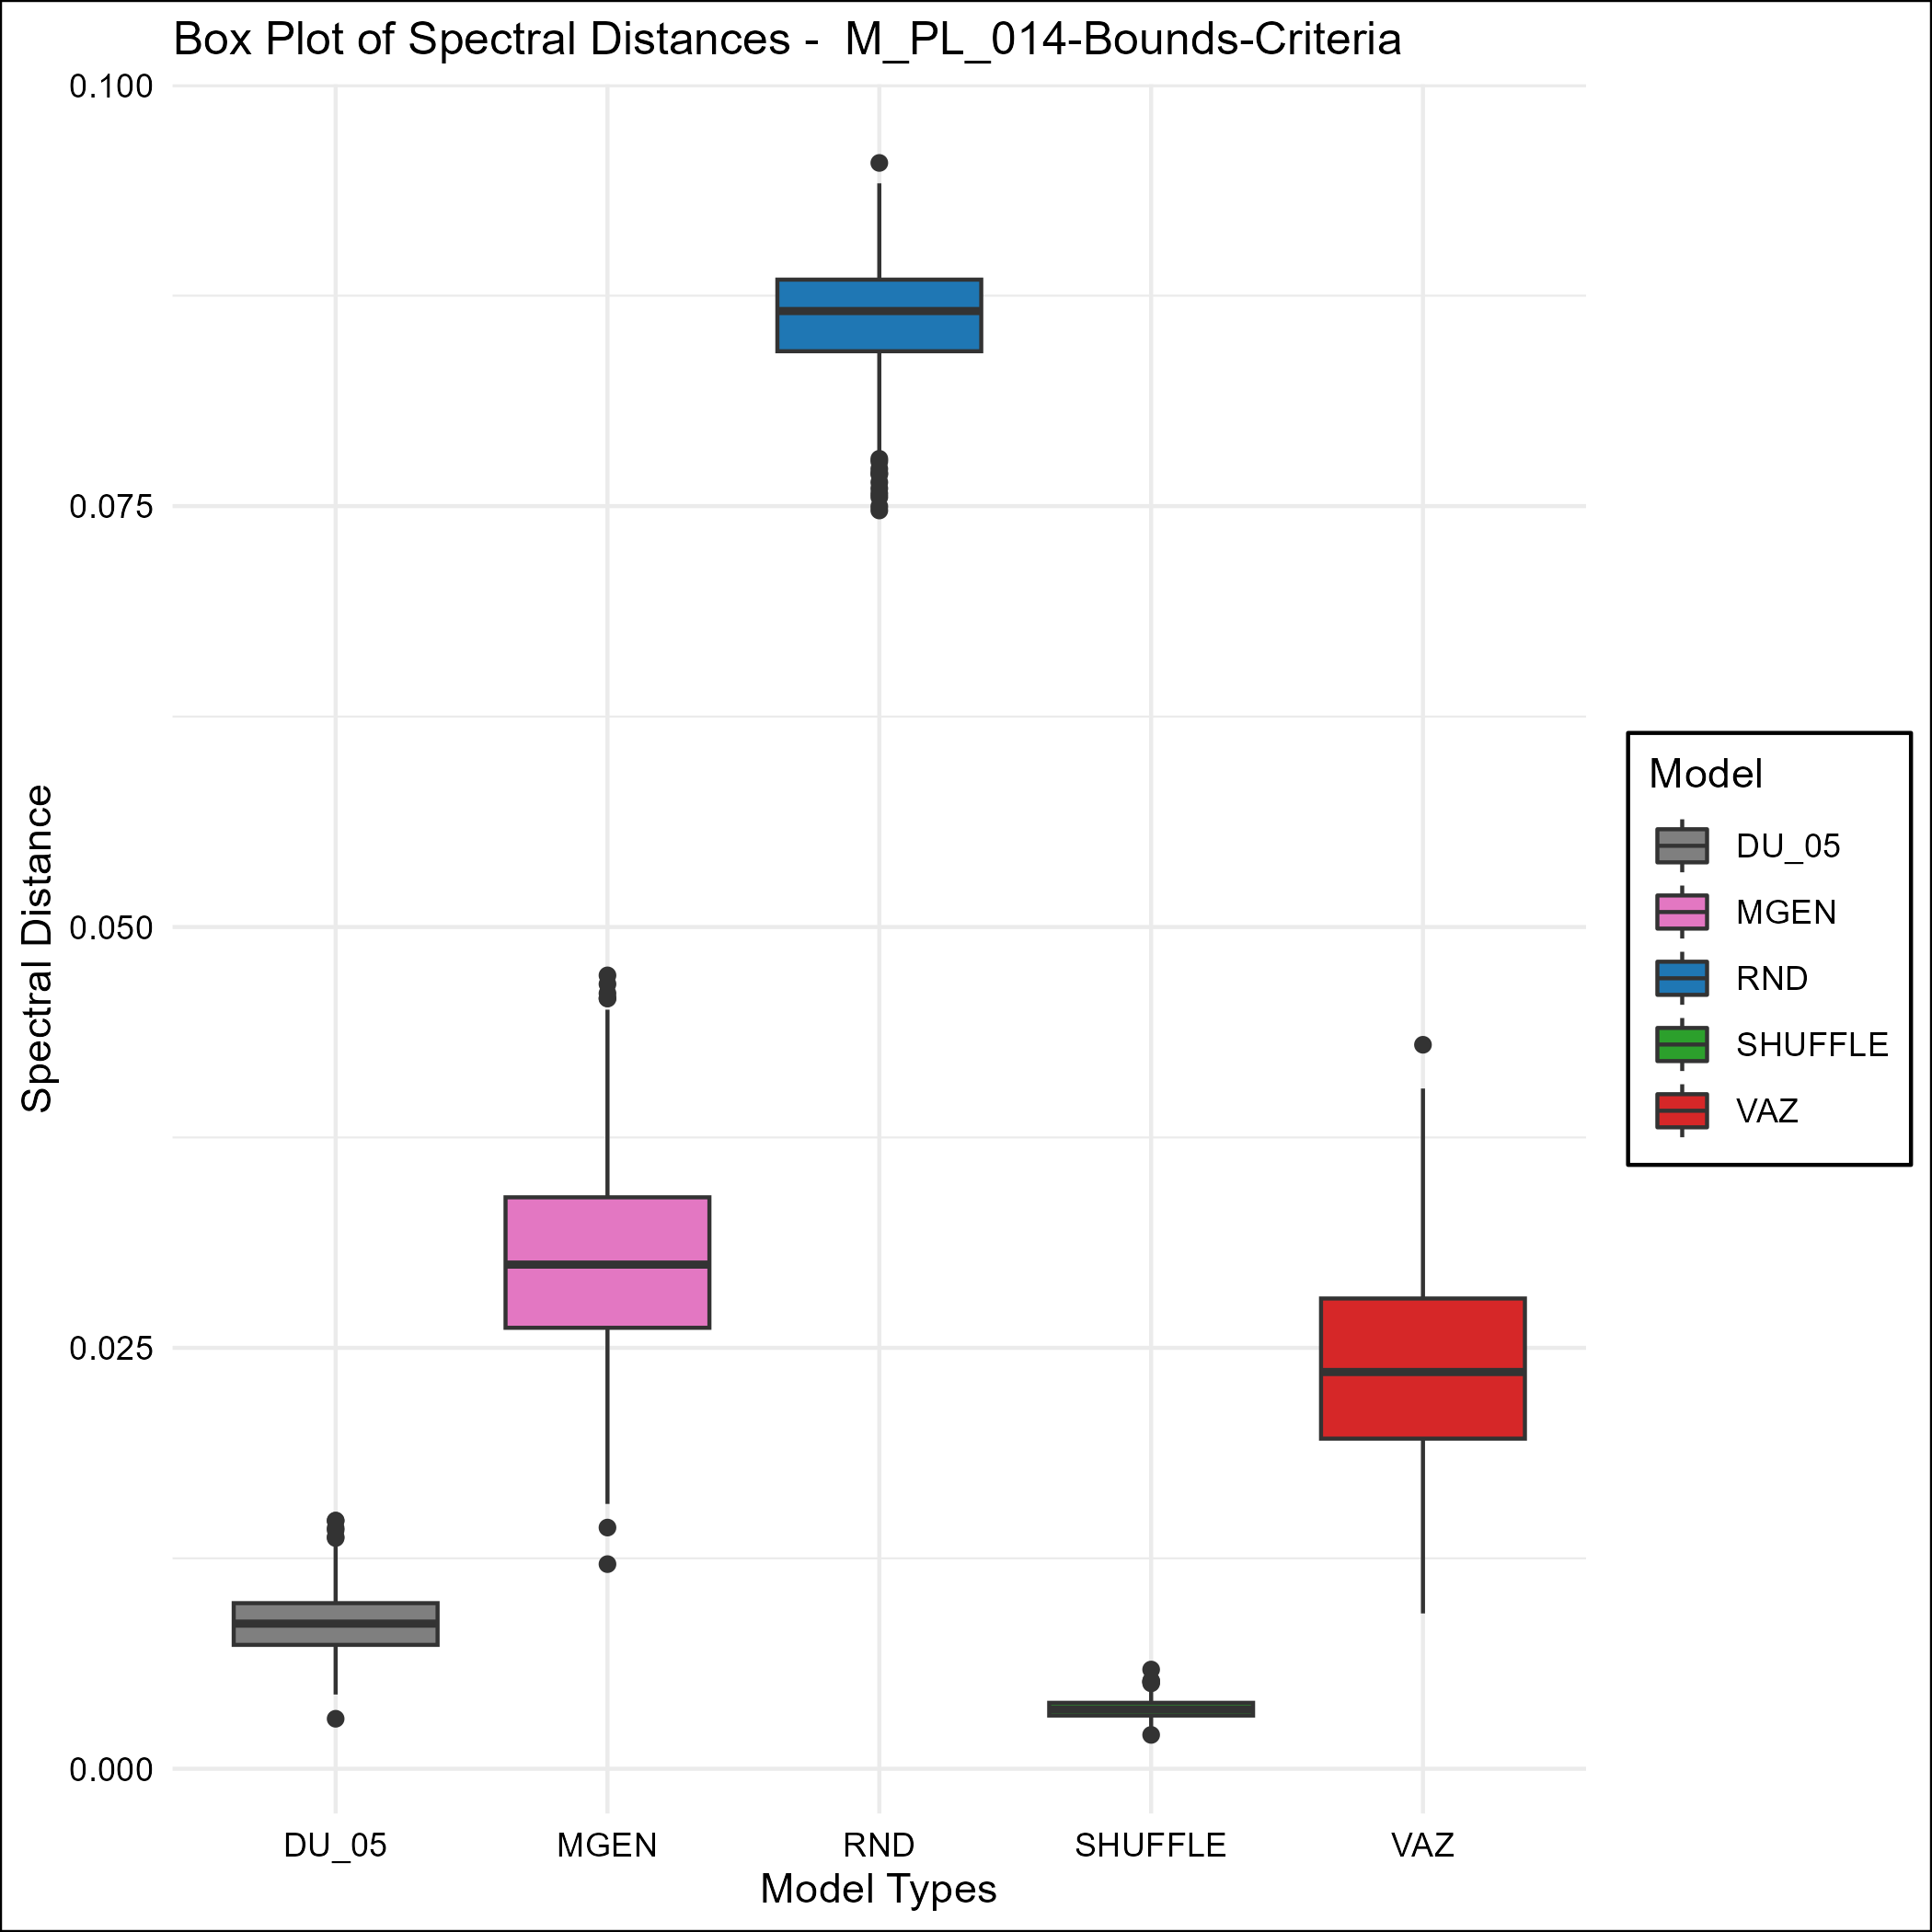 Box Plot of Spectral Distances -  M_PL_014-Bounds-Criteria
0.100
0.075
0.050
0.025
0.000
Spectral Distance
DU_05 MGEN RND SHUFFLE VAZ
Model Types
Model
DU_05
MGEN
RND
SHUFFLE
VAZ